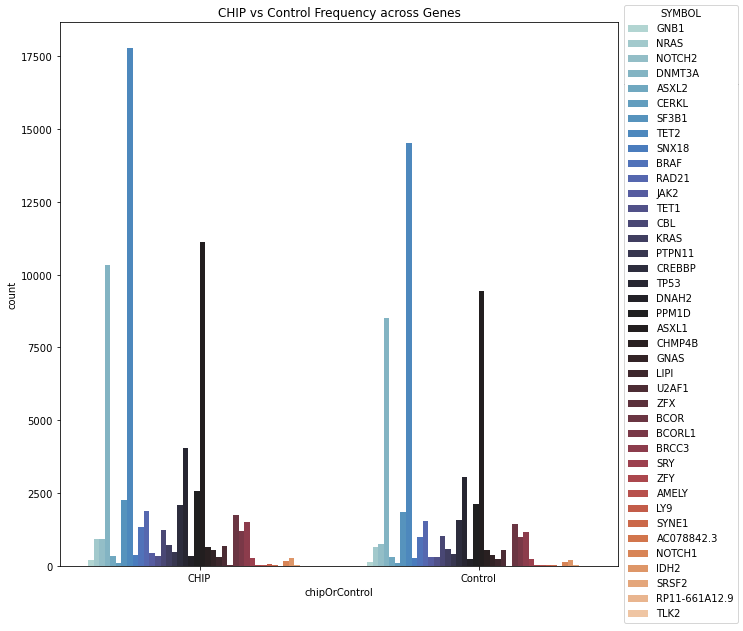 CHIP vs Control Frequency across Genes
SYMBOL
GNB1
NRAS
NOTCH2
DNMT3A
ASXL2
CERKL
SF3B1
TET2
SNX18
BRAF
RAD21
JAK2
TET1
CBL
KRAS
PTPN11
CREBBP
TP53
DNAH2
PPM1D
ASXL1
CHMP4B
GNAS
LIPI
U2AF1
ZFX
BCOR
BCORL1
BRCC3
SRY
ZFY
AMELY
LY9
SYNE1
AC078842.3
NOTCH1
IDH2
SRSF2
RP11-661A12.9
TLK2
17500
15000
12500
10000
7500
5000
2500
0
count
CHIP
Control
chipOrControl